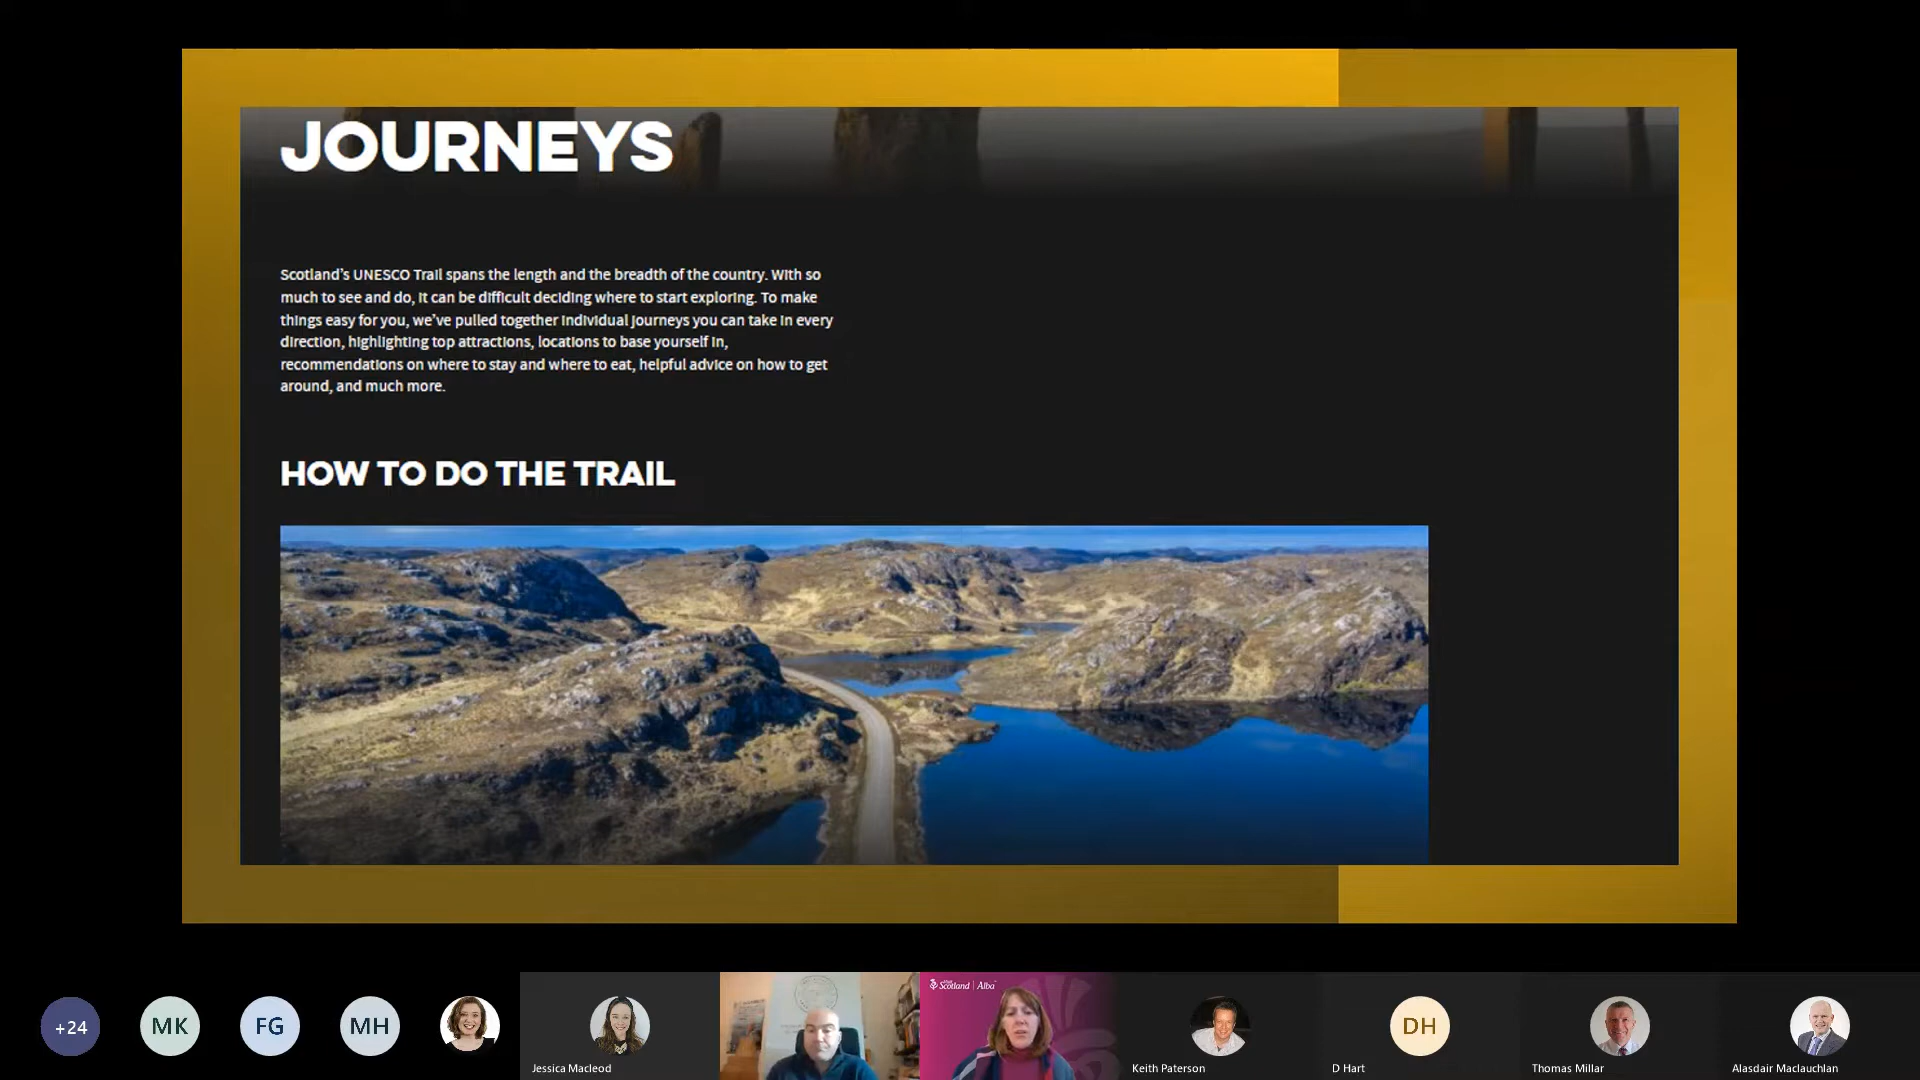 JOURNEYS
Scotland's UNESCO Trail spans the length and the breadth of the country. With so
much to see and do, it can be difficult deciding where to start exploring. To make
things easy for you, we've pulled together individual journeys you can take in every
direction, highlighting top attractions, locations to base yourself in,
recommendations on where to stay and where to eat, helpful advice on how to get
around, and much more.
HOW TO DO THE TRAIL
Scotland | Alba
+24
MK
FG
MH
DH
Jessica Macleod
Keith Paterson
D Hart
Thomas Millar
Alasdair Maclauchlan